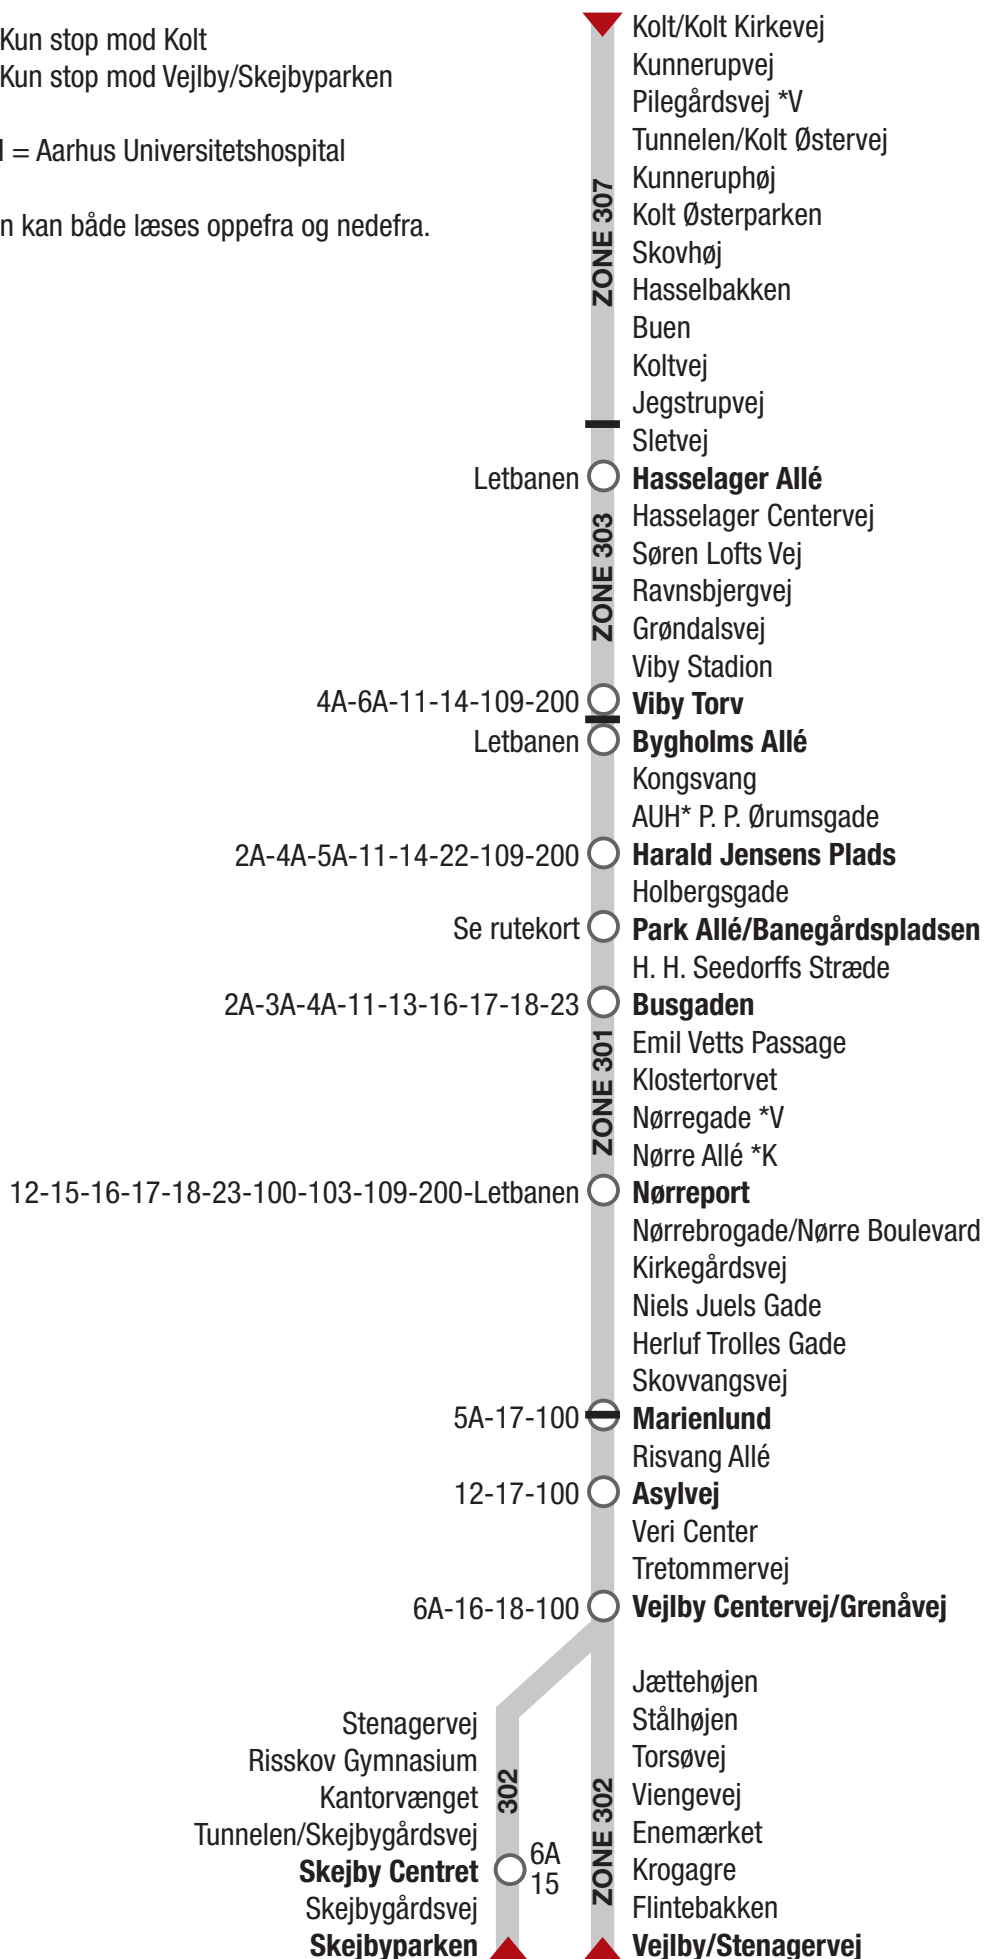 Kun stop mod Kolt
Kun stop mod Vejlby/Skejbyparken
= Aarhus Universitetshospital
n kan både læses oppefra og nedefra.
Kolt/Kolt Kirkevej
Kunnerupvej
Pilegårdsvej *V
Tunnelen/Kolt Østervej
Kunneruphøj
Kolt Østerparken
Skovhøj
Hasselbakken
Buen
Koltvej
Jegstrupvej
ZONE 307
Sletvej
Letbanen Hasselager Allé
Hasselager Centervej
Søren Lofts Vej
Ravnsbjergvej
Grøndalsvej
Viby Stadion
ZONE 303
4A-6A-11-14-109-200 Viby Torv
Letbanen Bygholms Allé
Kongsvang
AUH* P. P. Ørumsgade
2A-4A-5A-11-14-22-109-200 Harald Jensens Plads
Holbergsgade
Se rutekort Park Allé/Banegårdspladsen
H. H. Seedorffs Stræde
2A-3A-4A-11-13-16-17-18-23 Busgaden
Emil Vetts Passage
Klostertorvet
Nørregade *V
Nørre Allé *K
ZONE 301
12-15-16-17-18-23-100-103-109-200-Letbanen Nørreport
Nørrebrogade/Nørre Boulevard
Kirkegårdsvej
Niels Juels Gade
Herluf Trolles Gade
Skovvangsvej
5A-17-100 Marienlund
Risvang Allé
12-17-100 Asylvej
Veri Center
Tretommervej
6A-16-18-100 Vejlby Centervej/Grenåvej
Stenagervej
Risskov Gymnasium
Kantorvænget
Tunnelen/Skejbygårdsvej
Skejby Centret
6A
15
Skejbygårdsvej
Skejbyparken
302
Jættehøjen
Stålhøjen
Torsøvej
Viengevej
Enemærket
Krogagre
Flintebakken
Vejlby/Stenagervej
ZONE 302